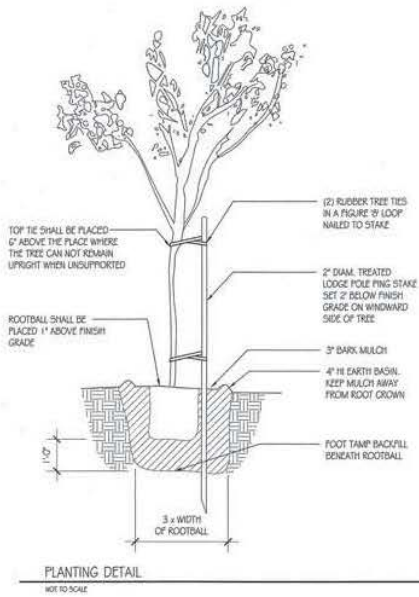 TOP TIE SHALL BE PLACED
6" ABOVE THE PLACE WHERE
THE TREE CAN NOT REMAIN
UPRIGHT WHEN UNSUPPORTED
ROOTBALL SHALL BE
PLACED 1" ABOVE FINISH
GRADE
(2) RUBBER TREE TIES
IN A FIGURE '8' LOOP
NAILED TO STAKE
2" DIAM. TREATED
LODGE POLE PING STAKE
SET 2' BELOW FINISH
GRADE ON WINDWARD
SIDE OF TREE
3" BARK MULCH
4" HI EARTH BASIN.
KEEP MULCH AWAY
FROM ROOT CROWN
FOOT TAMP BACKFILL
BENEATH ROOTBALL
1'-0"
3 x WIDTH
OF ROOTBALL
PLANTING DETAIL
NOT TO SCALE